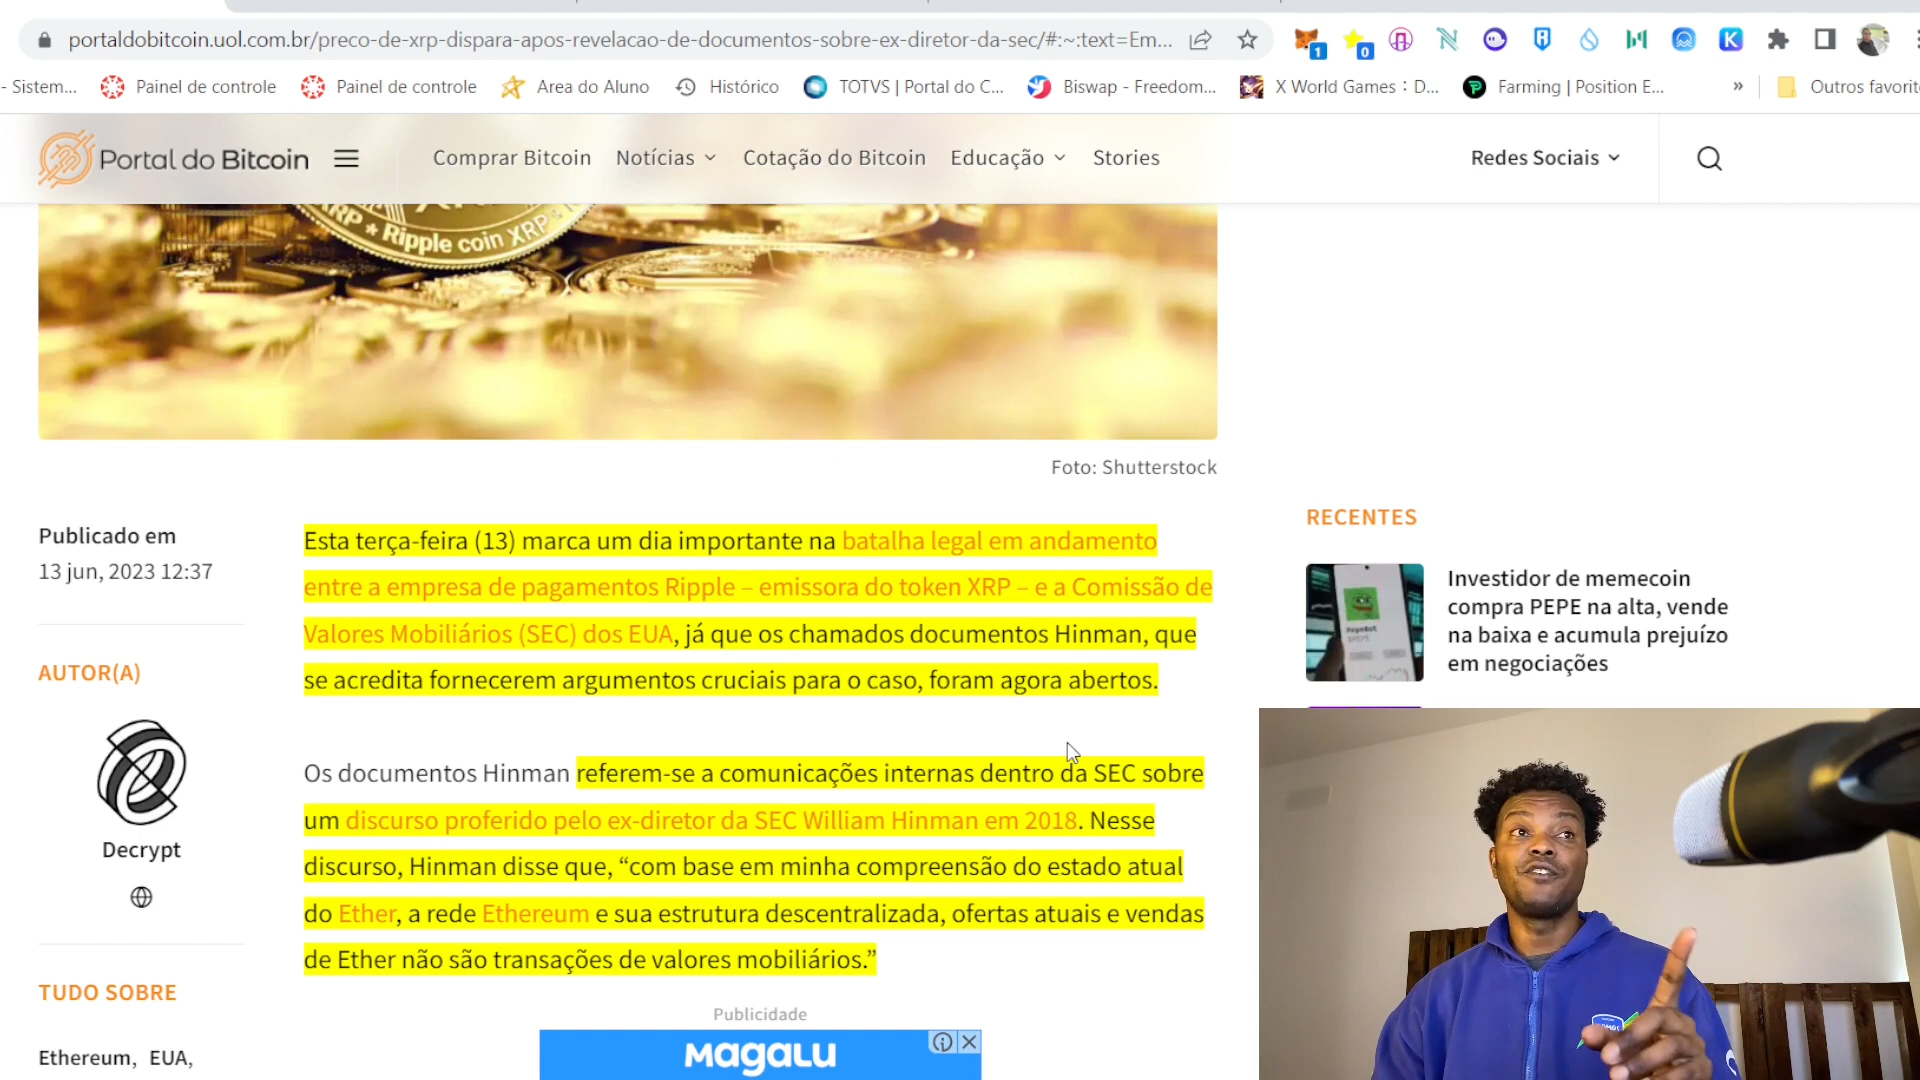 portaldobitcoin.uol.com.br/preco-de-xrp-dispara-apos-revelacao-de-documentos-sobre-ex-diretor-da-sec/#:~:text=Em...
1
0
- Sistem...
Painel de controle
Painel de controle
Area do Aluno
Histórico
TOTVS | Portal do C...
Biswap - Freedom...
X World Games : D...
Farming | Position E...
»
Outros favorit
Portal do Bitcoin
Comprar Bitcoin
Notícias
Cotação do Bitcoin
Educação
Stories
Redes Sociais
XRP * Ripple coin XRP
Foto: Shutterstock
Publicado em
13 jun, 2023 12:37
AUTOR(A)
Decrypt
TUDO SOBRE
Ethereum, EUA,
Esta terça-feira (13) marca um dia importante na batalha legal em andamento
entre a empresa de pagamentos Ripple – emissora do token XRP – e a Comissão de
Valores Mobiliários (SEC) dos EUA, já que os chamados documentos Hinman, que
se acredita fornecerem argumentos cruciais para o caso, foram agora abertos.
Os documentos Hinman referem-se a comunicações internas dentro da SEC sobre
um discurso proferido pelo ex-diretor da SEC William Hinman em 2018. Nesse
discurso, Hinman disse que, “com base em minha compreensão do estado atual
do Ether, a rede Ethereum e sua estrutura descentralizada, ofertas atuais e vendas
de Ether não são transações de valores mobiliários.”
Publicidade
MAGALU
RECENTES
Investidor de memecoin
compra PEPE na alta, vende
na baixa e acumula prejuízo
em negociações